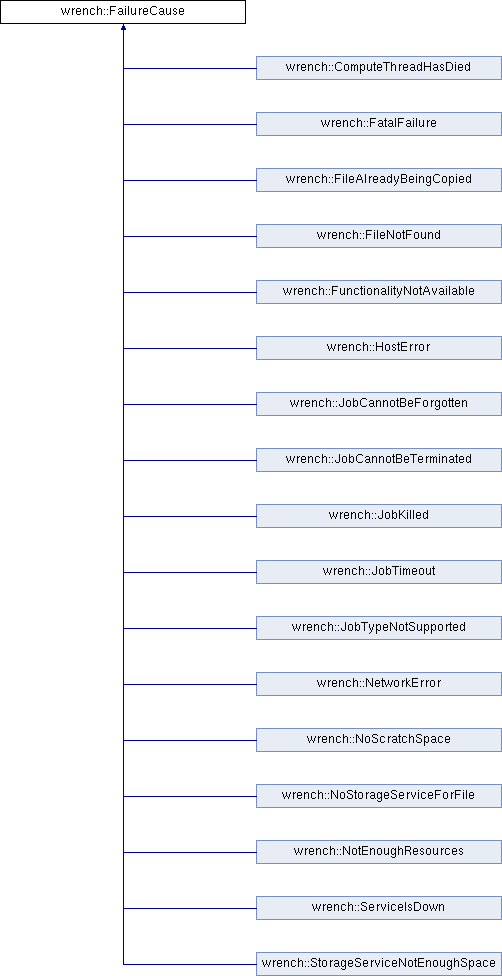 wrench::FailureCause
wrench::ComputeThreadHasDied
wrench::FatalFailure
wrench::FileAlreadyBeingCopied
wrench::FileNotFound
wrench::FunctionalityNotAvailable
wrench::HostError
wrench::JobCannotBeForgotten
wrench::JobCannotBeTerminated
wrench::JobKilled
wrench::JobTimeout
wrench::JobTypeNotSupported
wrench::NetworkError
wrench::NoScratchSpace
wrench::NoStorageServiceForFile
wrench::NotEnoughResources
wrench::ServiceIsDown
wrench::StorageServiceNotEnoughSpace